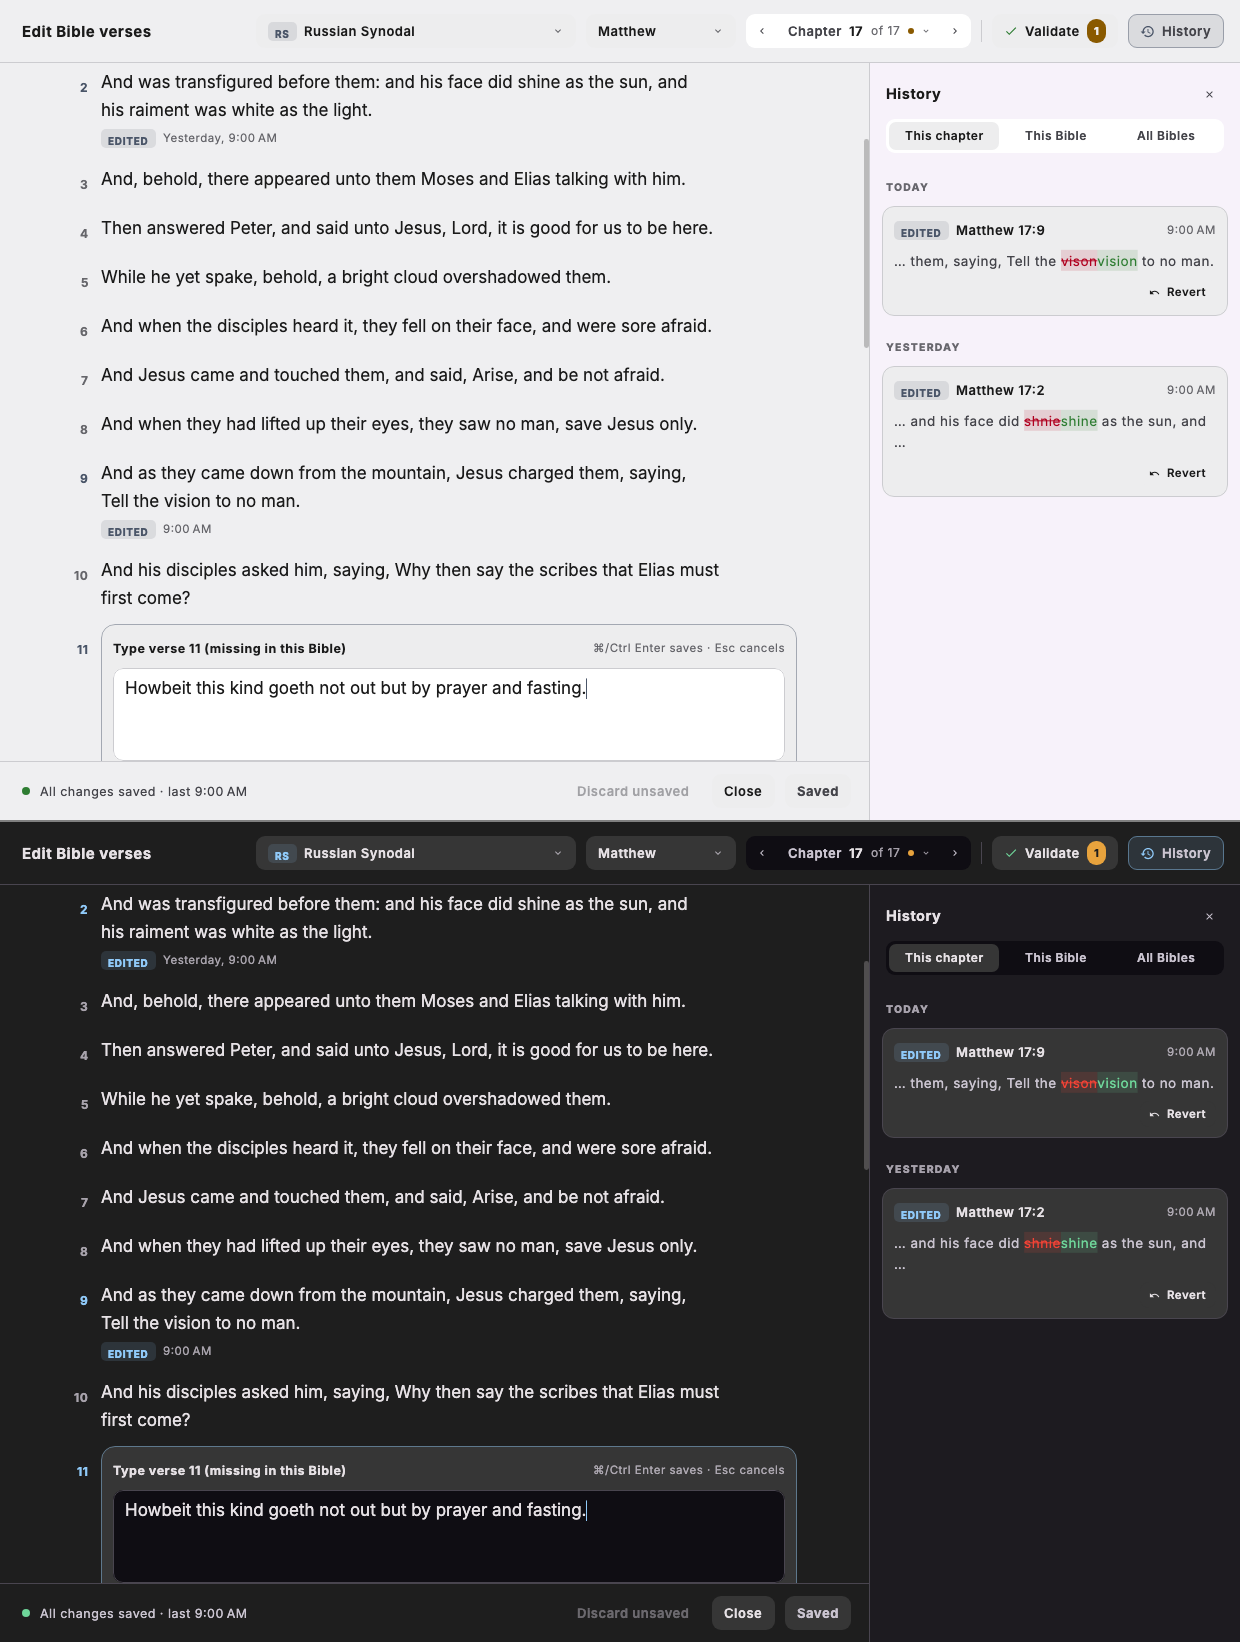 Edit Bible verses
RS Russian Synodal
Matthew
Chapter 17 of 17
Validate 1
History
2 And was transfigured before them: and his face did shine as the sun, and
his raiment was white as the light.
EDITED Yesterday, 9:00 AM
3 And, behold, there appeared unto them Moses and Elias talking with him.
4 Then answered Peter, and said unto Jesus, Lord, it is good for us to be here.
5 While he yet spake, behold, a bright cloud overshadowed them.
6 And when the disciples heard it, they fell on their face, and were sore afraid.
7 And Jesus came and touched them, and said, Arise, and be not afraid.
8 And when they had lifted up their eyes, they saw no man, save Jesus only.
9 And as they came down from the mountain, Jesus charged them, saying,
Tell the vision to no man.
EDITED 9:00 AM
10 And his disciples asked him, saying, Why then say the scribes that Elias must
first come?
11 Type verse 11 (missing in this Bible) ⌘/Ctrl Enter saves · Esc cancels
Howbeit this kind goeth not out but by prayer and fasting.
All changes saved · last 9:00 AM
Discard unsaved
Close
Saved
History ×
This chapter This Bible All Bibles
TODAY
EDITED Matthew 17:9 9:00 AM
... them, saying, Tell the visonvision to no man.
Revert
YESTERDAY
EDITED Matthew 17:2 9:00 AM
... and his face did shnieshine as the sun, and
...
Revert
Edit Bible verses
RS Russian Synodal
Matthew
Chapter 17 of 17
Validate 1
History
2 And was transfigured before them: and his face did shine as the sun, and
his raiment was white as the light.
EDITED Yesterday, 9:00 AM
3 And, behold, there appeared unto them Moses and Elias talking with him.
4 Then answered Peter, and said unto Jesus, Lord, it is good for us to be here.
5 While he yet spake, behold, a bright cloud overshadowed them.
6 And when the disciples heard it, they fell on their face, and were sore afraid.
7 And Jesus came and touched them, and said, Arise, and be not afraid.
8 And when they had lifted up their eyes, they saw no man, save Jesus only.
9 And as they came down from the mountain, Jesus charged them, saying,
Tell the vision to no man.
EDITED 9:00 AM
10 And his disciples asked him, saying, Why then say the scribes that Elias must
first come?
11 Type verse 11 (missing in this Bible) ⌘/Ctrl Enter saves · Esc cancels
Howbeit this kind goeth not out but by prayer and fasting.
All changes saved · last 9:00 AM
Discard unsaved
Close
Saved
History ×
This chapter This Bible All Bibles
TODAY
EDITED Matthew 17:9 9:00 AM
... them, saying, Tell the visonvision to no man.
Revert
YESTERDAY
EDITED Matthew 17:2 9:00 AM
... and his face did shnieshine as the sun, and
...
Revert